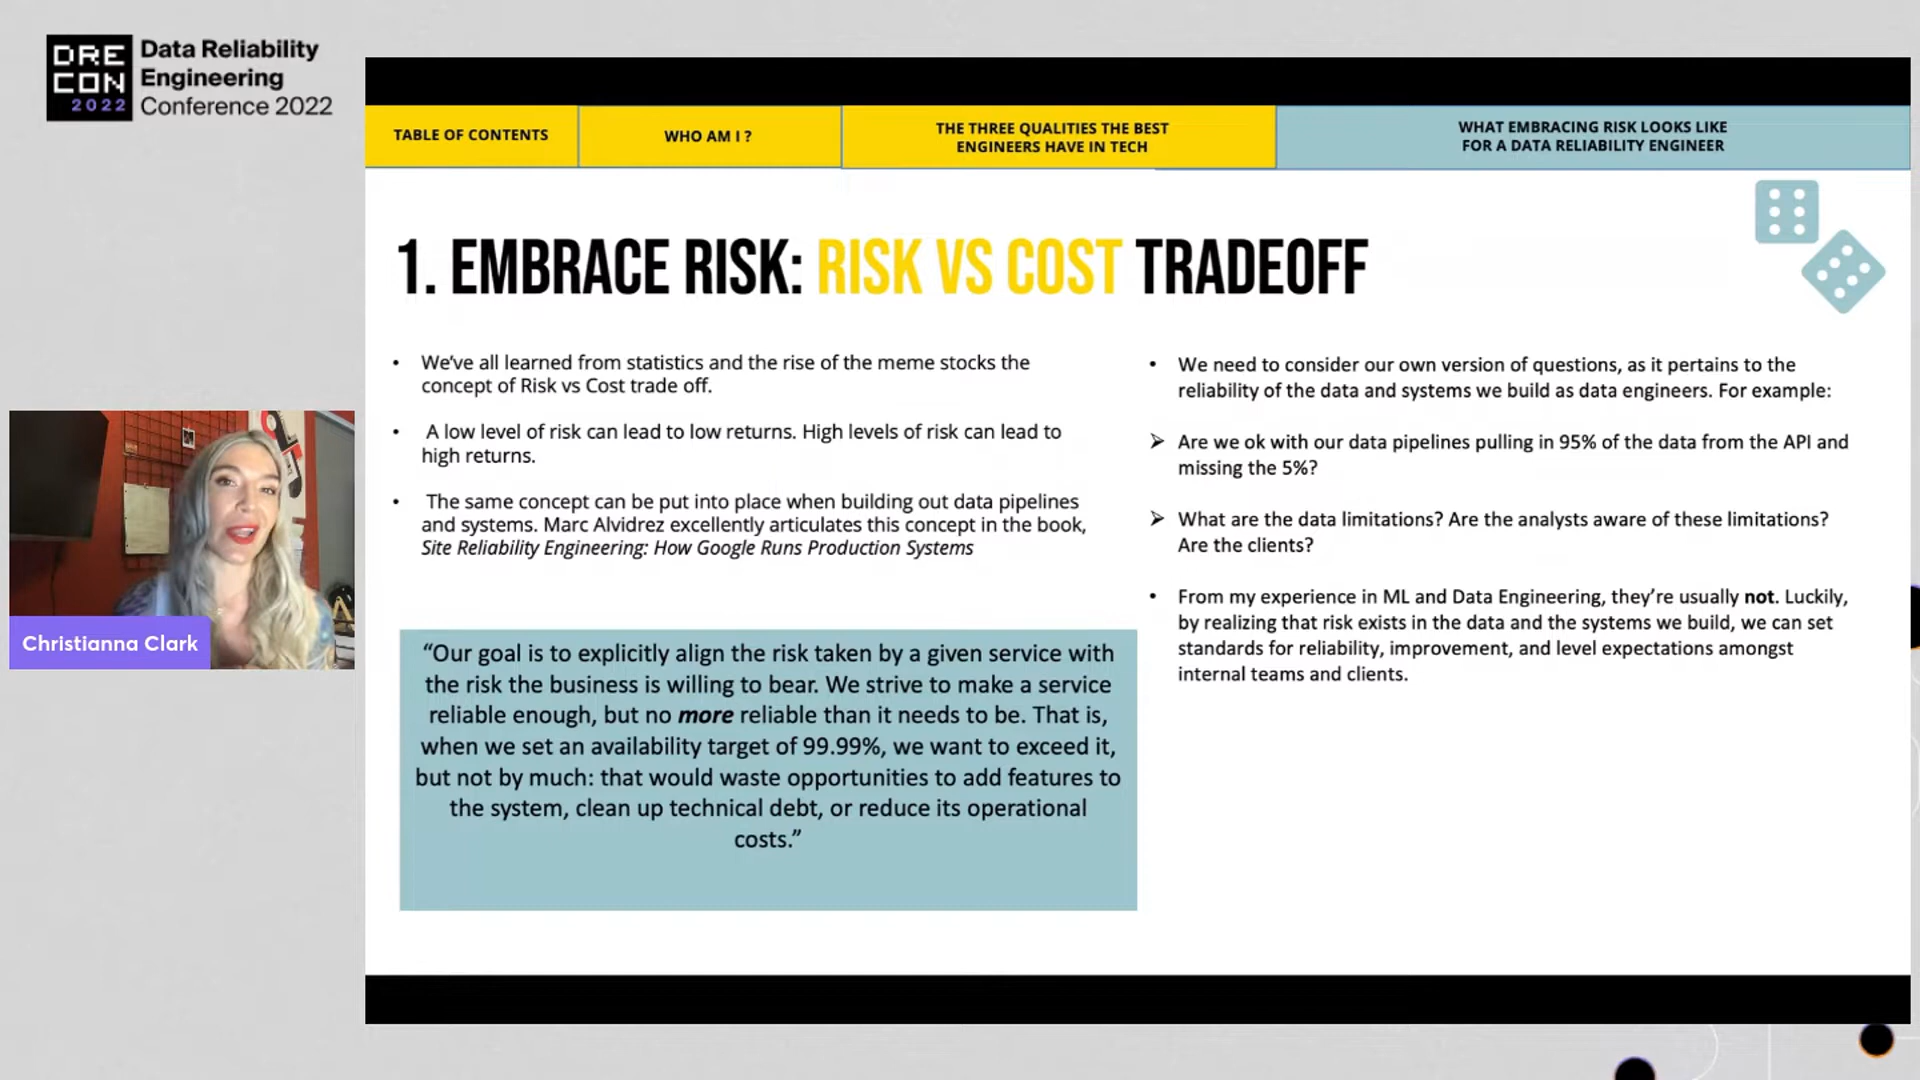 DRE
CON
2022
Data Reliability
Engineering
Conference 2022
TABLE OF CONTENTS
WHO AM I ?
THE THREE QUALITIES THE BEST
ENGINEERS HAVE IN TECH
WHAT EMBRACING RISK LOOKS LIKE
FOR A DATA RELIABILITY ENGINEER
1. EMBRACE RISK: RISK VS COST TRADEOFF
• We've all learned from statistics and the rise of the meme stocks the
concept of Risk vs Cost trade off.
• A low level of risk can lead to low returns. High levels of risk can lead to
high returns.
• The same concept can be put into place when building out data pipelines
and systems. Marc Alvidrez excellently articulates this concept in the book,
Site Reliability Engineering: How Google Runs Production Systems
“Our goal is to explicitly align the risk taken by a given service with
the risk the business is willing to bear. We strive to make a service
reliable enough, but no more reliable than it needs to be. That is,
when we set an availability target of 99.99%, we want to exceed it,
but not by much: that would waste opportunities to add features to
the system, clean up technical debt, or reduce its operational
costs.”
• We need to consider our own version of questions, as it pertains to the
reliability of the data and systems we build as data engineers. For example:
➢ Are we ok with our data pipelines pulling in 95% of the data from the API and
missing the 5%?
➢ What are the data limitations? Are the analysts aware of these limitations?
Are the clients?
• From my experience in ML and Data Engineering, they're usually not. Luckily,
by realizing that risk exists in the data and the systems we build, we can set
standards for reliability, improvement, and level expectations amongst
internal teams and clients.
Christianna Clark